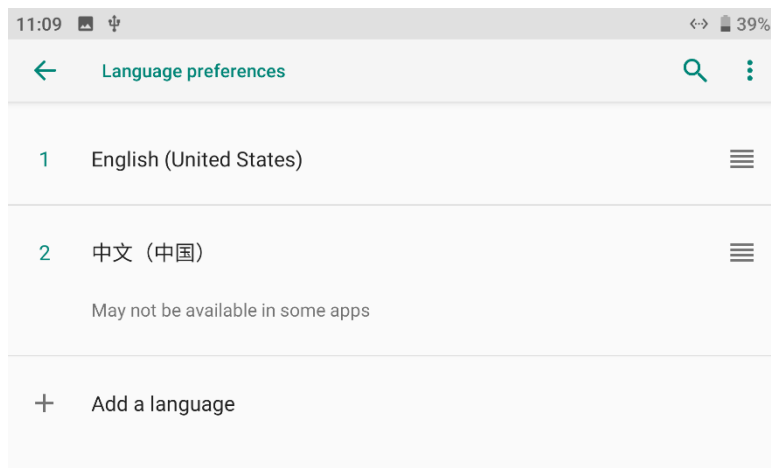 11:09 39%
Language preferences
1 English (United States)
2 中文（中国）
May not be available in some apps
Add a language